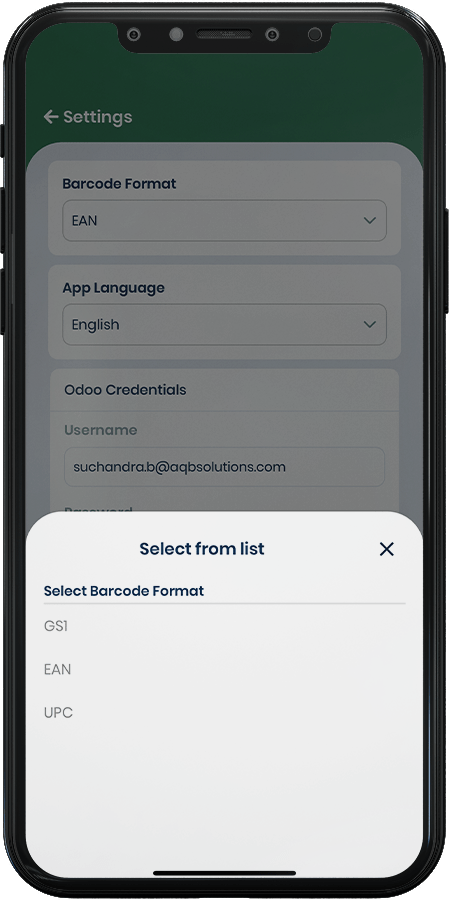 Settings
Barcode Format
EAN
App Language
English
Odoo Credentials
Username
suchandra.b@aqbsolutions.com
Password
Select from list
Select Barcode Format
GS1
EAN
UPC